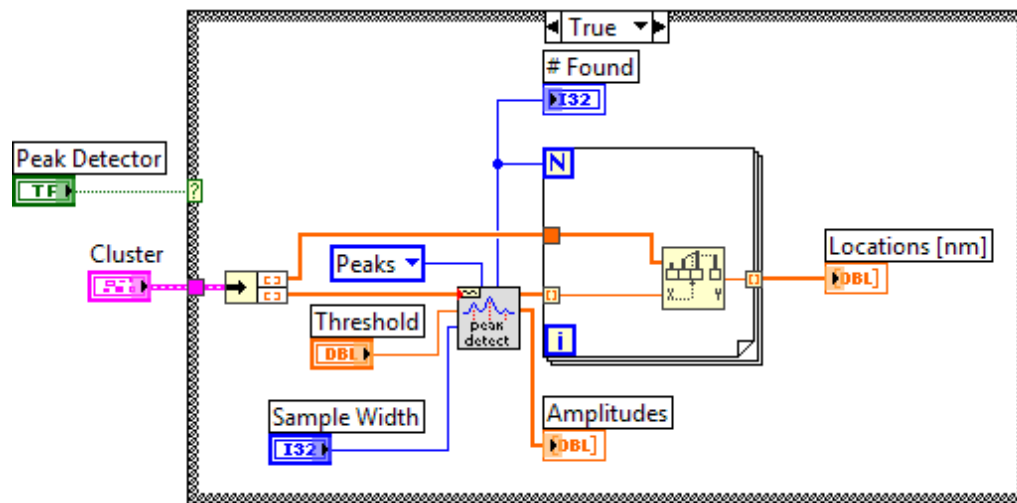 True
# Found
I32
Peak Detector
TF
?
N
Cluster
Peaks
Locations [nm]
DBL]
X
Y
Threshold
DBL
peak
detect
i
Sample Width
I32
Amplitudes
DBL]